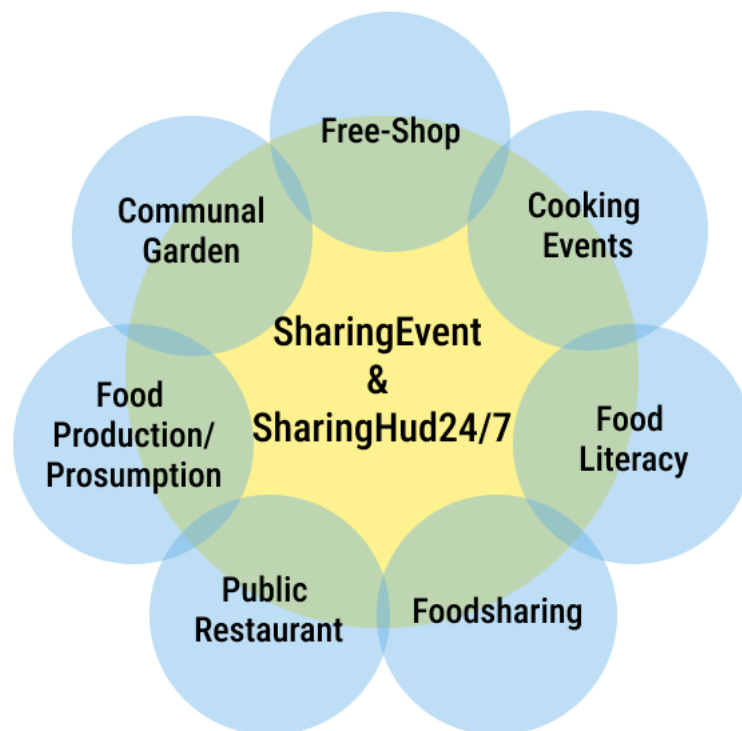 Free-Shop
Cooking
Events
Communal
Garden
SharingEvent
&
SharingHud24/7
Food
Literacy
Food
Production/
Prosumption
Public
Restaurant
Foodsharing